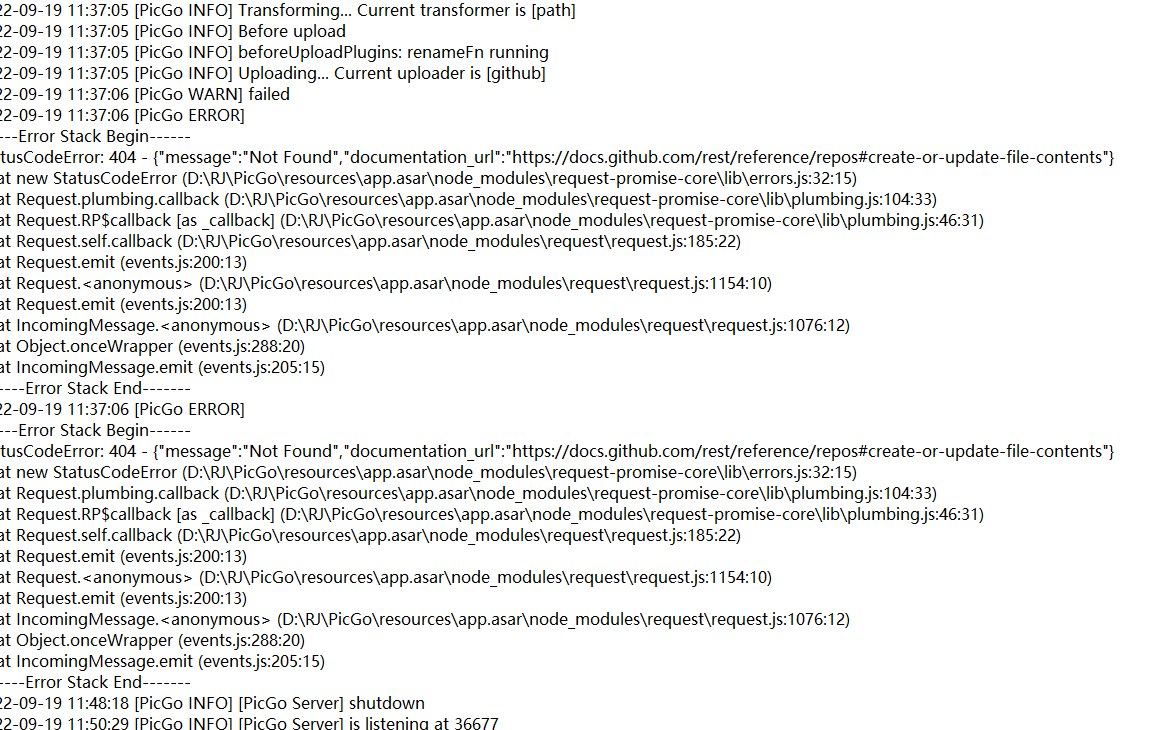 22-09-19 11:37:05 [PicGo INFO] Transforming... Current transformer is [path]
22-09-19 11:37:05 [PicGo INFO] Before upload
22-09-19 11:37:05 [PicGo INFO] beforeUploadPlugins: renameFn running
22-09-19 11:37:05 [PicGo INFO] Uploading... Current uploader is [github]
22-09-19 11:37:06 [PicGo WARN] failed
22-09-19 11:37:06 [PicGo ERROR]
----Error Stack Begin------
tusCodeError: 404 - {"message":"Not Found","documentation_url":"https://docs.github.com/rest/reference/repos#create-or-update-file-contents"}
at new StatusCodeError (D:\RJ\PicGo\resources\app.asar\node_modules\request-promise-core\lib\errors.js:32:15)
at Request.plumbing.callback (D:\RJ\PicGo\resources\app.asar\node_modules\request-promise-core\lib\plumbing.js:104:33)
at Request.RP$callback [as _callback] (D:\RJ\PicGo\resources\app.asar\node_modules\request-promise-core\lib\plumbing.js:46:31)
at Request.self.callback (D:\RJ\PicGo\resources\app.asar\node_modules\request\request.js:185:22)
at Request.emit (events.js:200:13)
at Request.<anonymous> (D:\RJ\PicGo\resources\app.asar\node_modules\request\request.js:1154:10)
at Request.emit (events.js:200:13)
at IncomingMessage.<anonymous> (D:\RJ\PicGo\resources\app.asar\node_modules\request\request.js:1076:12)
at Object.onceWrapper (events.js:288:20)
at IncomingMessage.emit (events.js:205:15)
----Error Stack End-------
22-09-19 11:37:06 [PicGo ERROR]
----Error Stack Begin------
tusCodeError: 404 - {"message":"Not Found","documentation_url":"https://docs.github.com/rest/reference/repos#create-or-update-file-contents"}
at new StatusCodeError (D:\RJ\PicGo\resources\app.asar\node_modules\request-promise-core\lib\errors.js:32:15)
at Request.plumbing.callback (D:\RJ\PicGo\resources\app.asar\node_modules\request-promise-core\lib\plumbing.js:104:33)
at Request.RP$callback [as _callback] (D:\RJ\PicGo\resources\app.asar\node_modules\request-promise-core\lib\plumbing.js:46:31)
at Request.self.callback (D:\RJ\PicGo\resources\app.asar\node_modules\request\request.js:185:22)
at Request.emit (events.js:200:13)
at Request.<anonymous> (D:\RJ\PicGo\resources\app.asar\node_modules\request\request.js:1154:10)
at Request.emit (events.js:200:13)
at IncomingMessage.<anonymous> (D:\RJ\PicGo\resources\app.asar\node_modules\request\request.js:1076:12)
at Object.onceWrapper (events.js:288:20)
at IncomingMessage.emit (events.js:205:15)
----Error Stack End-------
22-09-19 11:48:18 [PicGo INFO] [PicGo Server] shutdown
22-09-19 11:50:29 [PicGo INFO] [PicGo Server] is listening at 36677